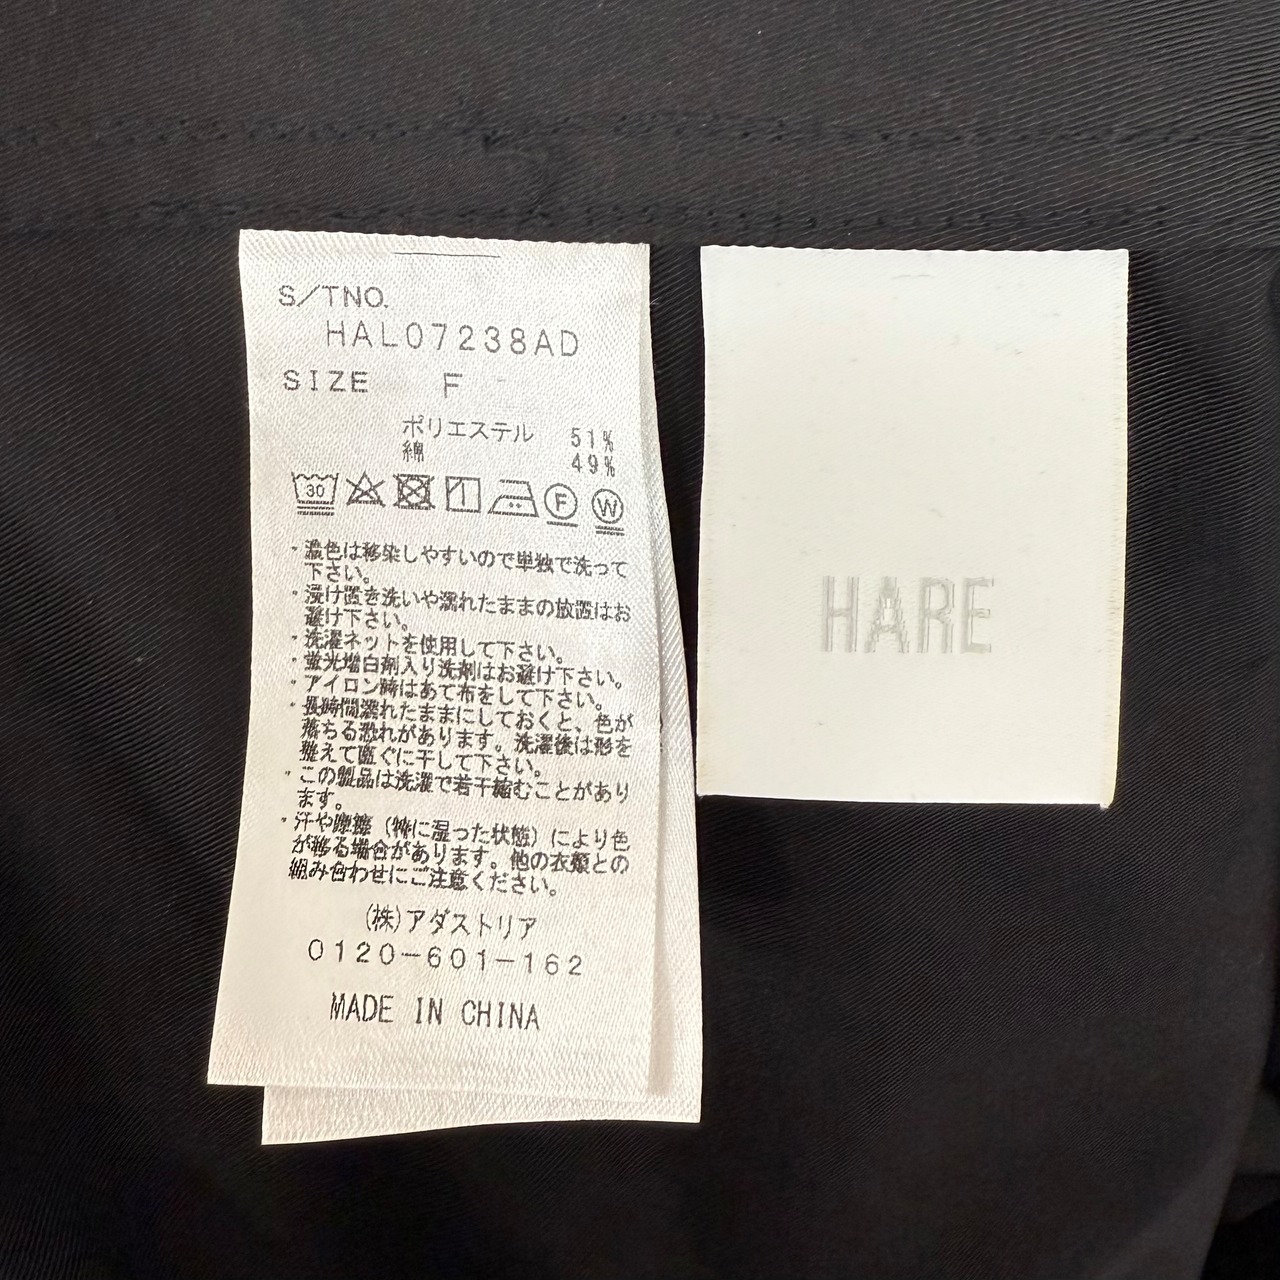 S/TNO.
HAL07238AD
SIZE F
ポリエステル 51%
綿 49%
30
F
W
・濃色は移染しやすいので単独で洗って
下さい。
・浸け置き洗いや濡れたままの放置はお
避け下さい。
・洗濯ネットを使用して下さい。
・蛍光増白剤入り洗剤はお避け下さい。
・アイロン時はあて布をして下さい。
・長時間濡れたままにしておくと、色が
落ちる恐れがあります。洗濯後は形を
整えて直ぐに干して下さい。
・この製品は洗濯で若干縮むことがあり
ます。
・汗や摩擦（特に湿った状態）により色
が移る場合があります。他の衣類との
組み合わせにご注意ください。
(株)アダストリア
0120-601-162
MADE IN CHINA
HARE